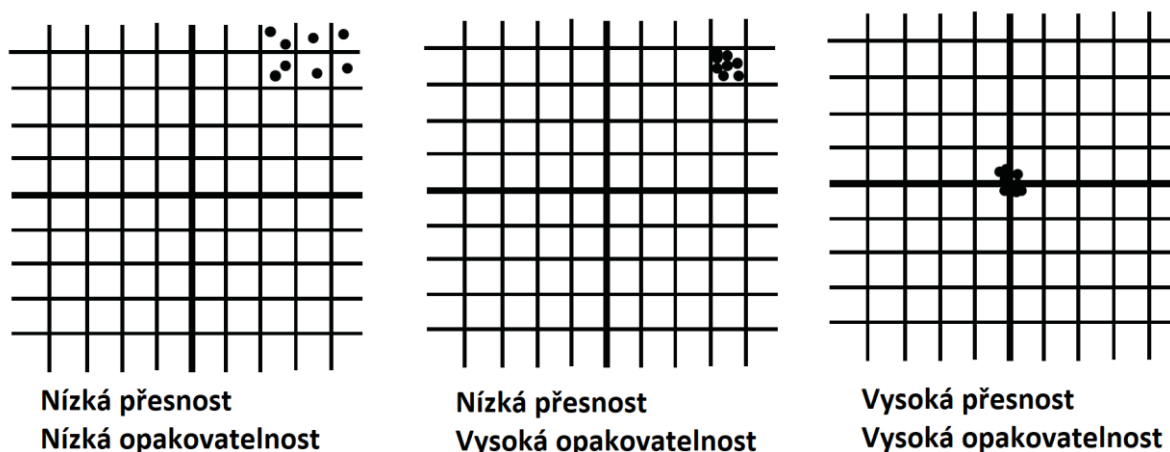 Nízká přesnost
Nízká opakovatelnost
Nízká přesnost
Vysoká opakovatelnost
Vysoká přesnost
Vysoká opakovatelnost